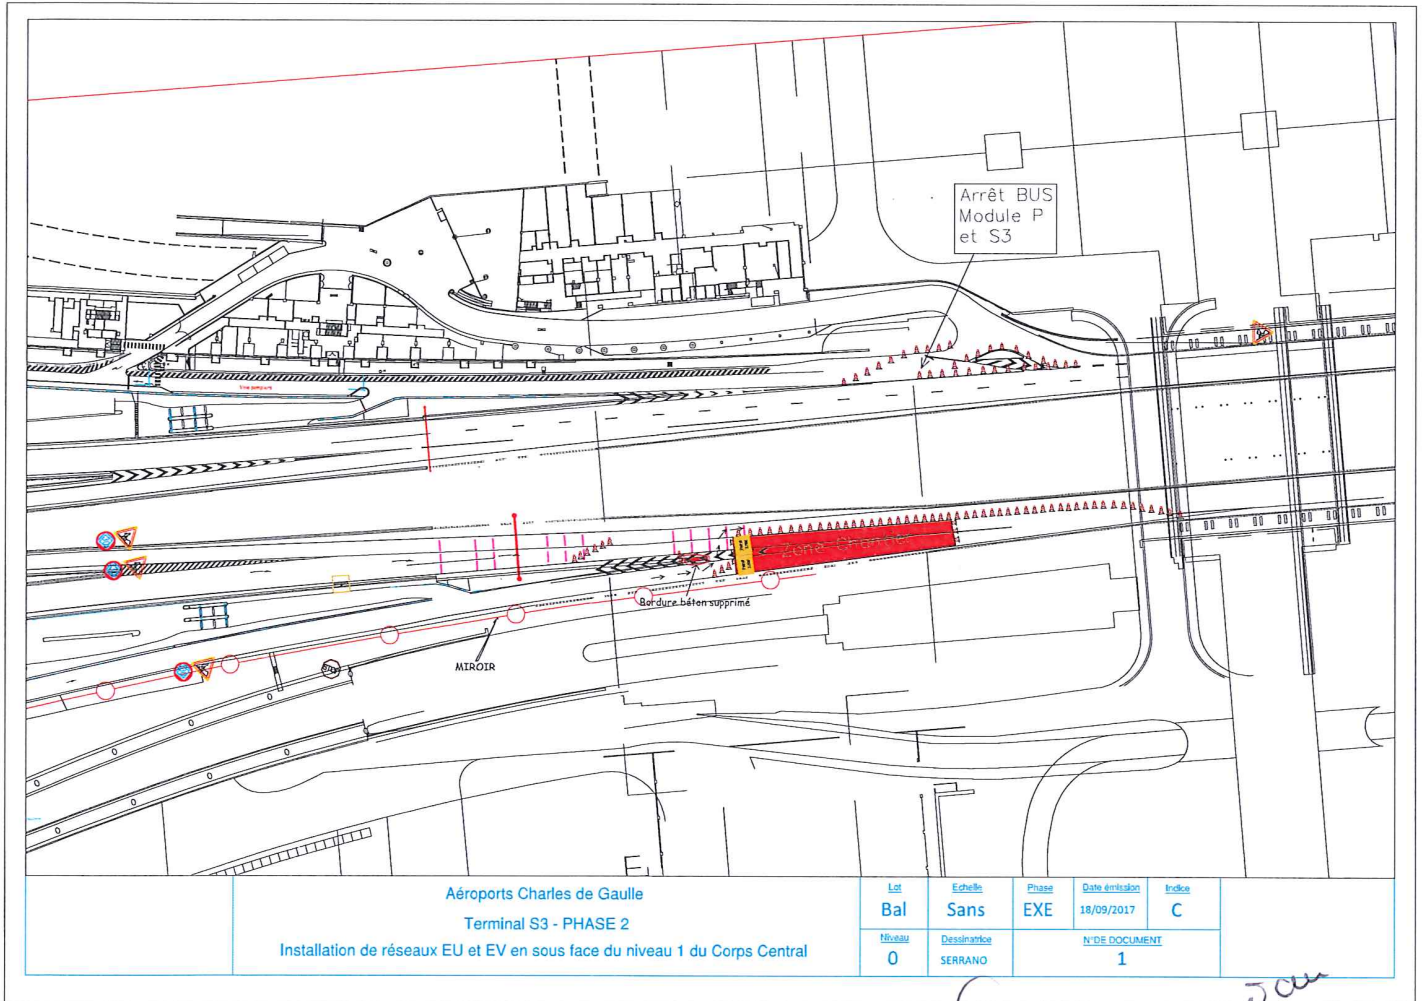 Arrêt BUS
Module P
et S3
Zone Chantier
Bordure béton supprimé
MIROIR
E
Aéroports Charles de Gaulle
Terminal S3 - PHASE 2
Installation de réseaux EU et EV en sous face du niveau 1 du Corps Central
Lot
Bal
Echelle
Sans
Phase
EXE
Date émission
18/09/2017
Indice
C
Niveau
0
Dessinatrice
SERRANO
N°DE DOCUMENT
1